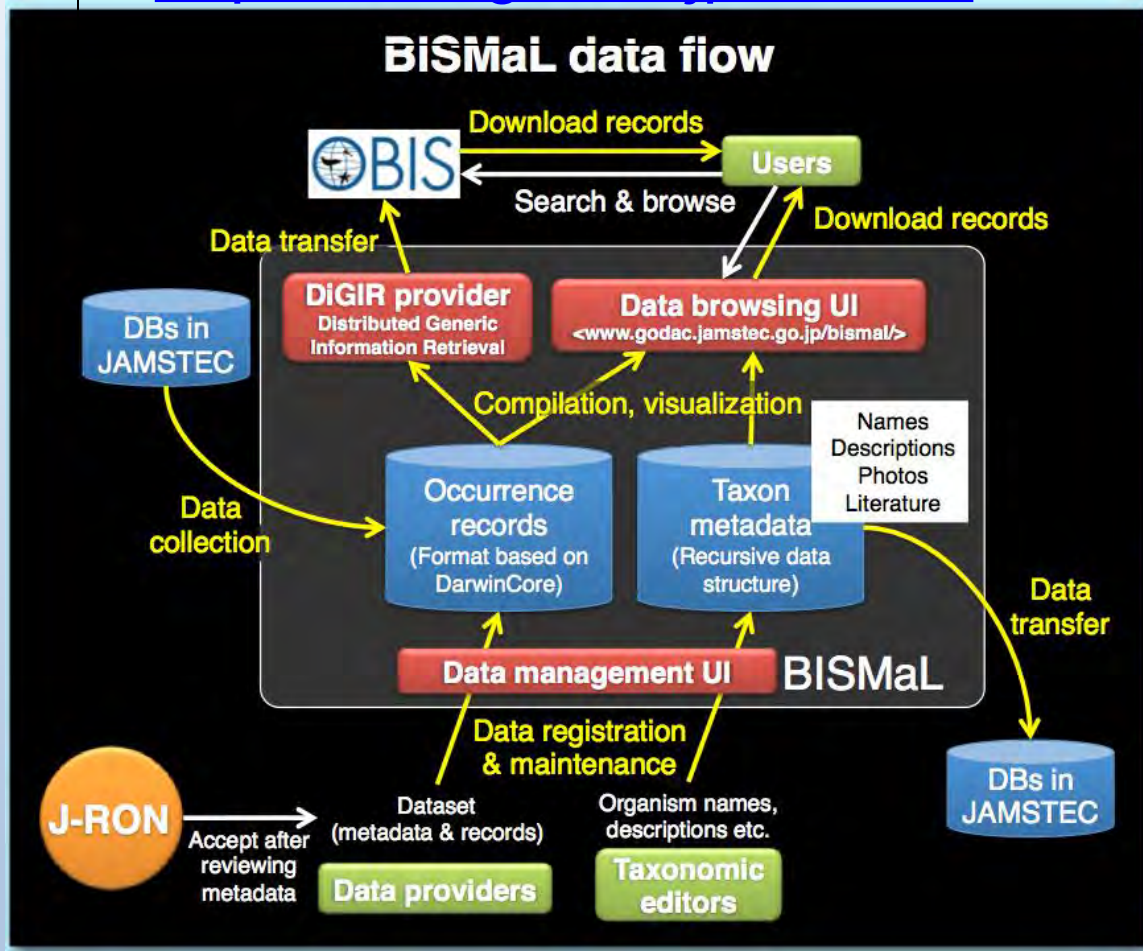 BISMaL data flow
Download records
OBIS
Users
Search & browse
Download records
Data transfer
DiGIR provider
Distributed Generic
Information Retrieval
Data browsing UI
<www.godac.jamstec.go.jp/bismal/>
DBs in
JAMSTEC
Compilation, visualization
Names
Descriptions
Photos
Literature
Occurrence
records
(Format based on
DarwinCore)
Taxon
metadata
(Recursive data
structure)
Data
collection
Data
transfer
Data management UI
BISMaL
Data registration
& maintenance
DBs in
JAMSTEC
J-RON
Accept after
reviewing
metadata
Dataset
(metadata & records)
Organism names,
descriptions etc.
Data providers
Taxonomic
editors